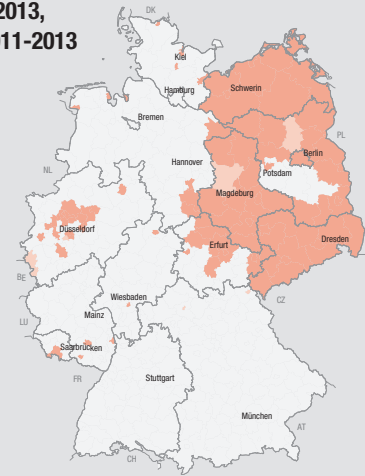 2013,
011-2013
DK
Kiel
Hamburg
Schwerin
Bremen
PL
Berlin
Hannover
NL
Potsdam
Magdeburg
Düsseldorf
Erfurt
Dresden
BE
CZ
Wiesbaden
LU
Mainz
Saarbrücken
FR
Stuttgart
München
AT
CH